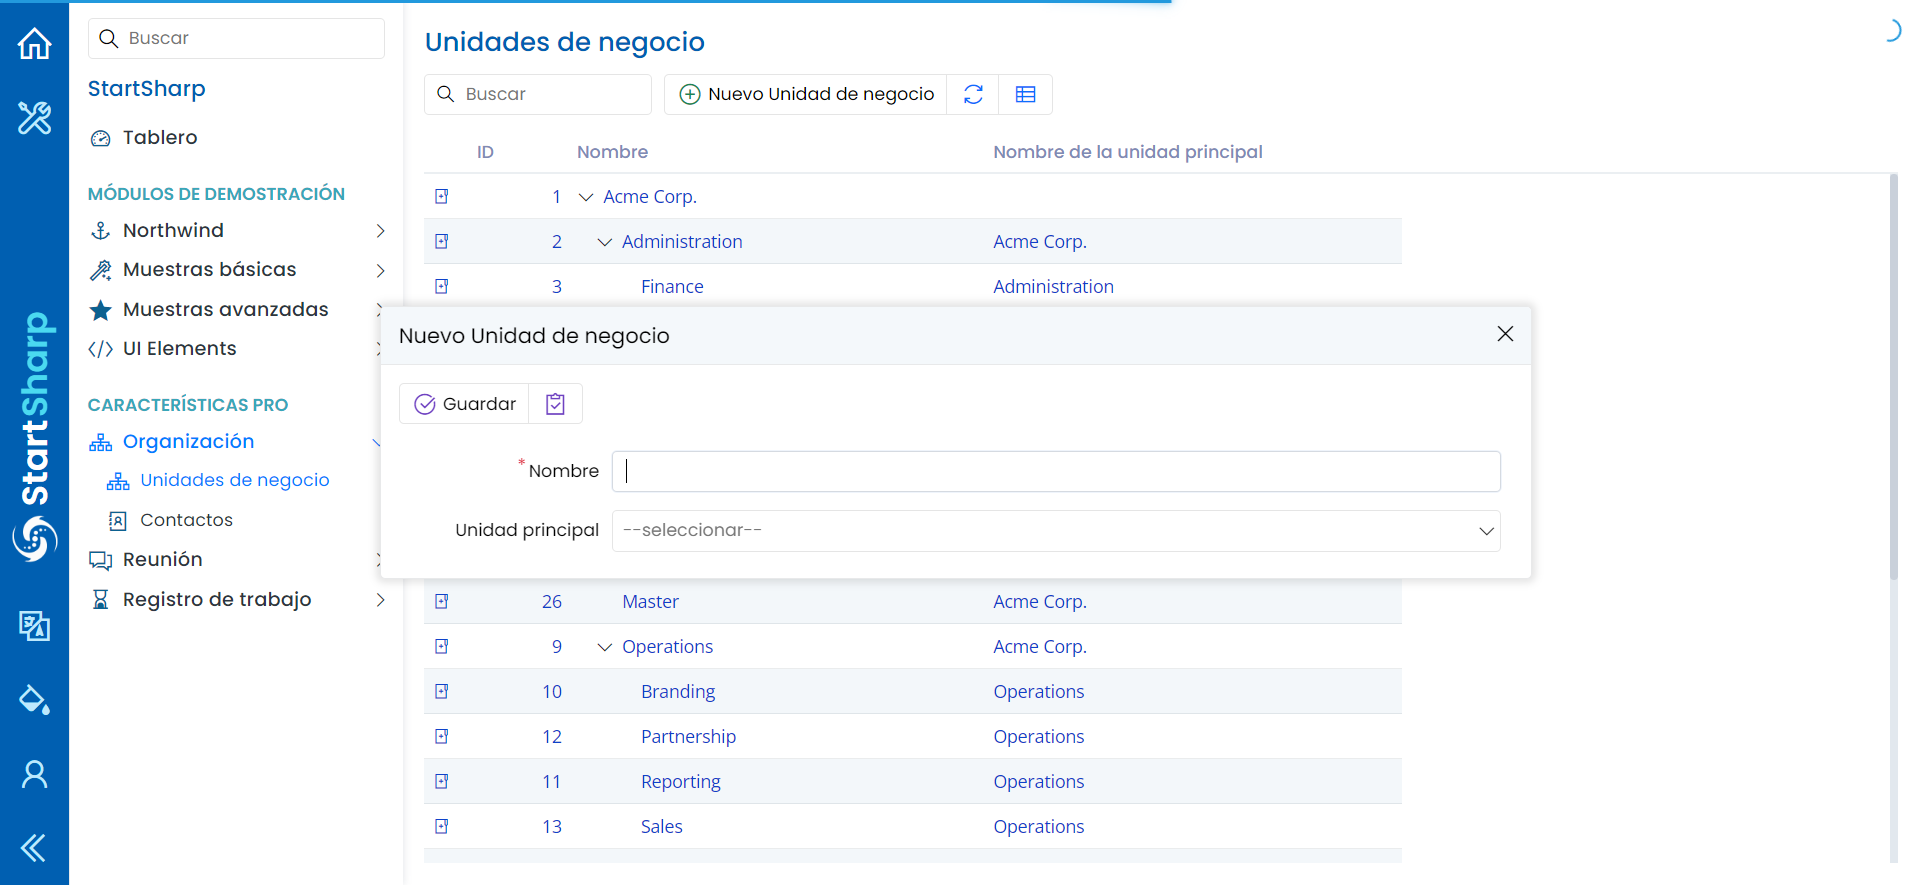 StartSharp
Buscar
StartSharp
Tablero
MÓDULOS DE DEMOSTRACIÓN
Northwind
Muestras básicas
Muestras avanzadas
UI Elements
CARACTERÍSTICAS PRO
Organización
Unidades de negocio
Contactos
Reunión
Registro de trabajo
Unidades de negocio
Buscar
Nuevo Unidad de negocio
ID Nombre Nombre de la unidad principal
1 Acme Corp.
2 Administration Acme Corp.
3 Finance Administration
Nuevo Unidad de negocio
Guardar
* Nombre
Unidad principal --seleccionar--
26 Master Acme Corp.
9 Operations Acme Corp.
10 Branding Operations
12 Partnership Operations
11 Reporting Operations
13 Sales Operations